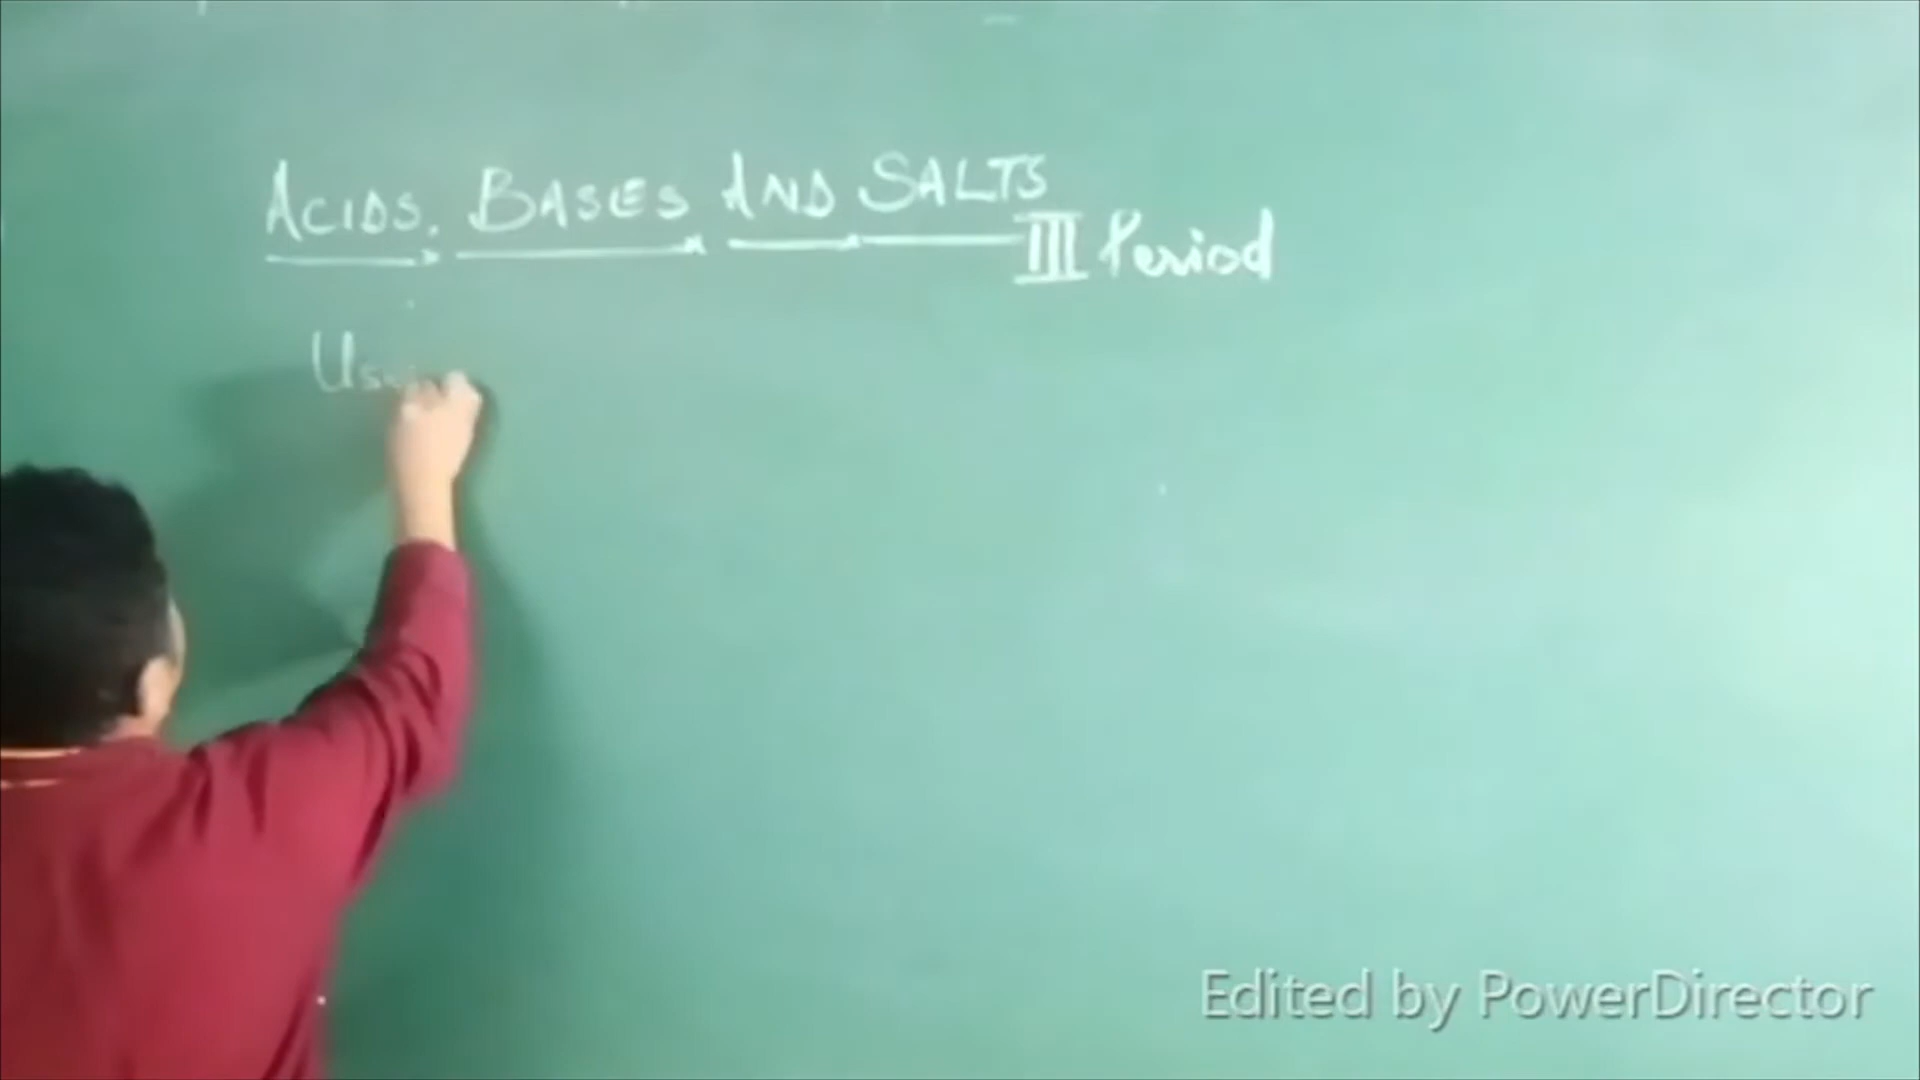 ACIDS, BASES AND SALTS
III Period
Edited by PowerDirector